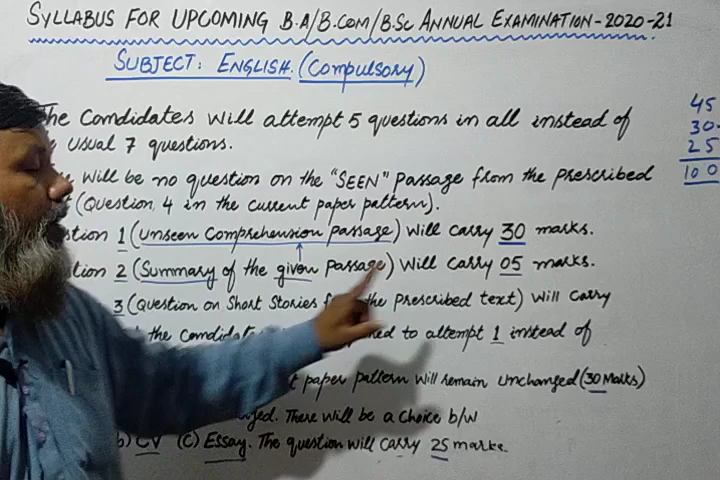 SYLLABUS FOR UPCOMING B.A/B.COM/B.SC ANNUAL EXAMINATION-2020-21
SUBJECT: ENGLISH. (COMPULSORY)
The Candidates will attempt 5 questions in all instead of
usual 7 questions.
will be no question on the "SEEN" passage from the prescribed
(Question, 4 in the current paper pattern).
1 (Unseen Comprehension passage) will carry 30 marks.
2 (Summary of the given passage) will carry 05 marks.
3 (Question on Short Stories the prescribed text) will carry
the candidate to attempt 1 instead of
paper pattern will remain unchanged (30 Marks)
There will be a choice b/w
b) CV (c) Essay. The question will carry 25 marks.
45
30
25
100